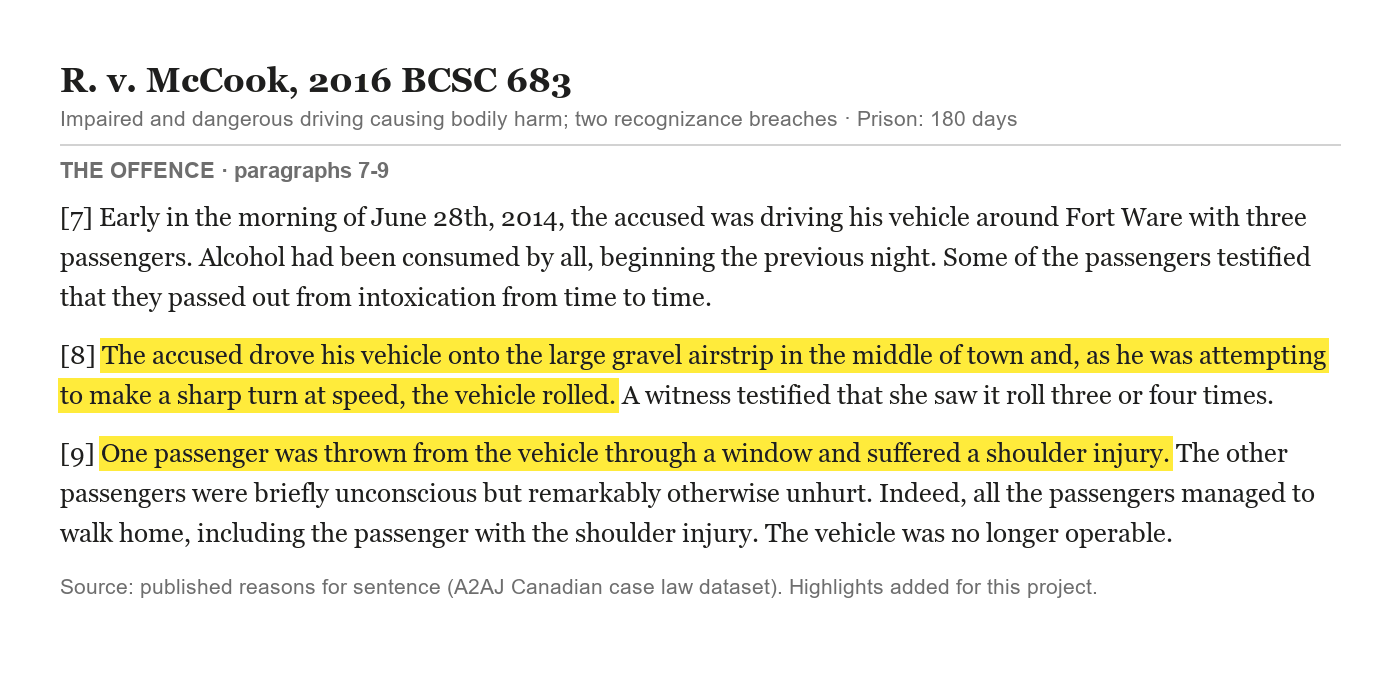 R. v. McCook, 2016 BCSC 683
Impaired and dangerous driving causing bodily harm; two recognizance breaches · Prison: 180 days
THE OFFENCE · paragraphs 7-9
[7] Early in the morning of June 28th, 2014, the accused was driving his vehicle around Fort Ware with three
passengers. Alcohol had been consumed by all, beginning the previous night. Some of the passengers testified
that they passed out from intoxication from time to time.
[8] The accused drove his vehicle onto the large gravel airstrip in the middle of town and, as he was attempting
to make a sharp turn at speed, the vehicle rolled. A witness testified that she saw it roll three or four times.
[9] One passenger was thrown from the vehicle through a window and suffered a shoulder injury. The other
passengers were briefly unconscious but remarkably otherwise unhurt. Indeed, all the passengers managed to
walk home, including the passenger with the shoulder injury. The vehicle was no longer operable.
Source: published reasons for sentence (A2AJ Canadian case law dataset). Highlights added for this project.